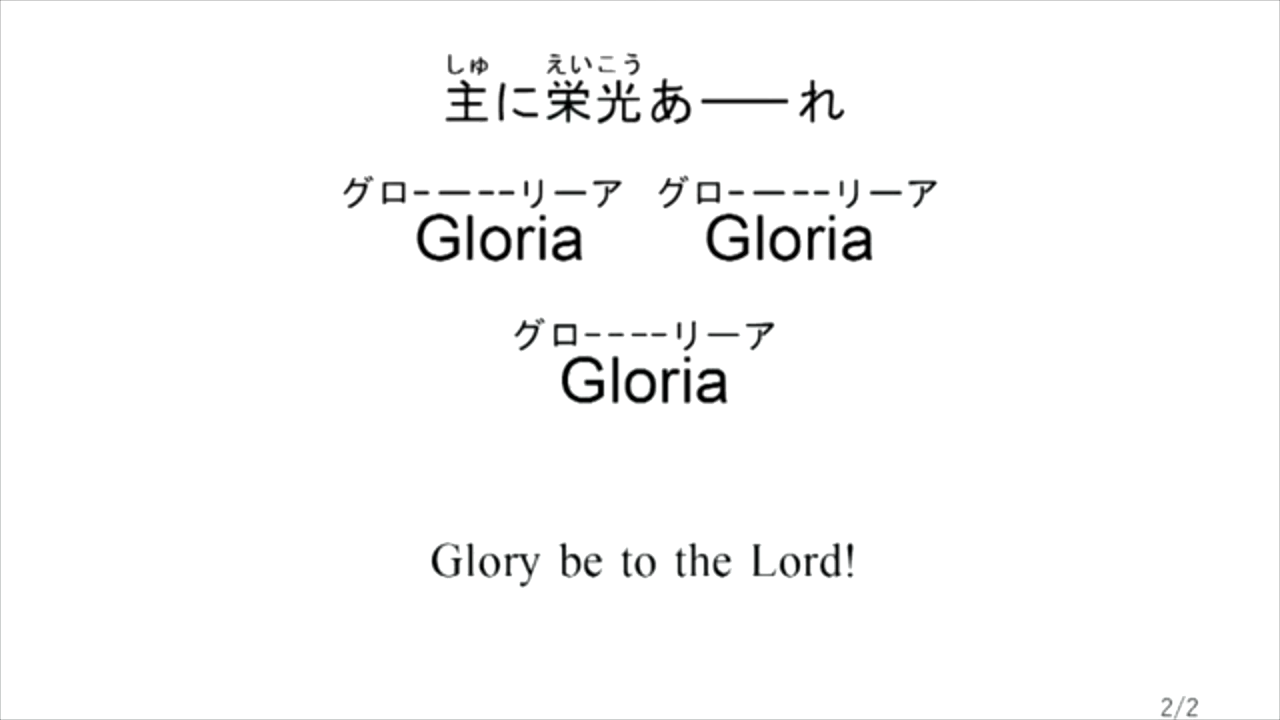 しゅ えいこう
主に栄光あ――れ
グロ-ー--リーア グロ-ー--リーア
Gloria Gloria
グロ----リーア
Gloria
Glory be to the Lord!
2/2